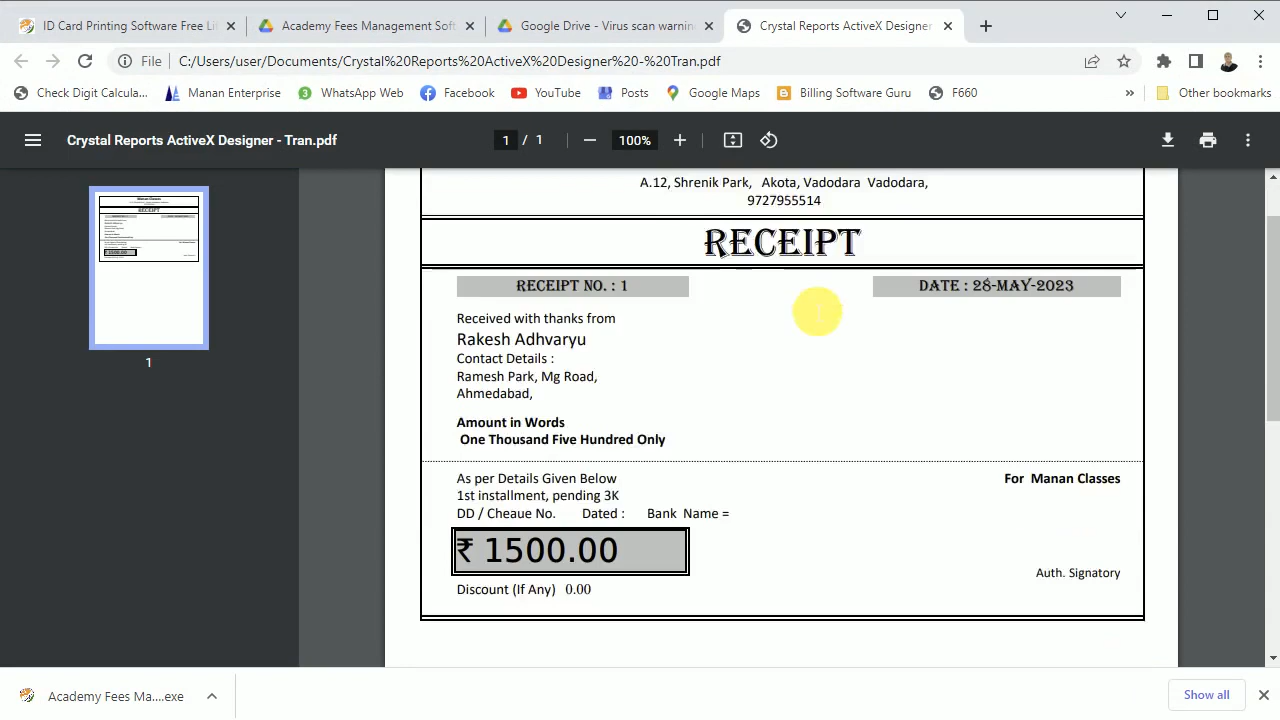 ID Card Printing Software Free Li
Academy Fees Management Soft
Google Drive - Virus scan warnin
Crystal Reports ActiveX Designer
File
C:/Users/user/Documents/Crystal%20Reports%20ActiveX%20Designer%20-%20Tran.pdf
Check Digit Calcula...
Manan Enterprise
WhatsApp Web
Facebook
YouTube
Posts
Google Maps
Billing Software Guru
F660
»
Other bookmarks
Crystal Reports ActiveX Designer - Tran.pdf
1 / 1
100%
A.12, Shrenik Park, Akota, Vadodara Vadodara,
9727955514
RECEIPT
RECEIPT NO. : 1
DATE : 28-MAY-2023
Received with thanks from
Rakesh Adhvaryu
Contact Details :
Ramesh Park, Mg Road,
Ahmedabad,
Amount in Words
One Thousand Five Hundred Only
As per Details Given Below
For Manan Classes
1st installment, pending 3K
DD / Cheaue No. Dated : Bank Name =
₹ 1500.00
Auth. Signatory
Discount (If Any) 0.00
1
Academy Fees Ma....exe
Show all